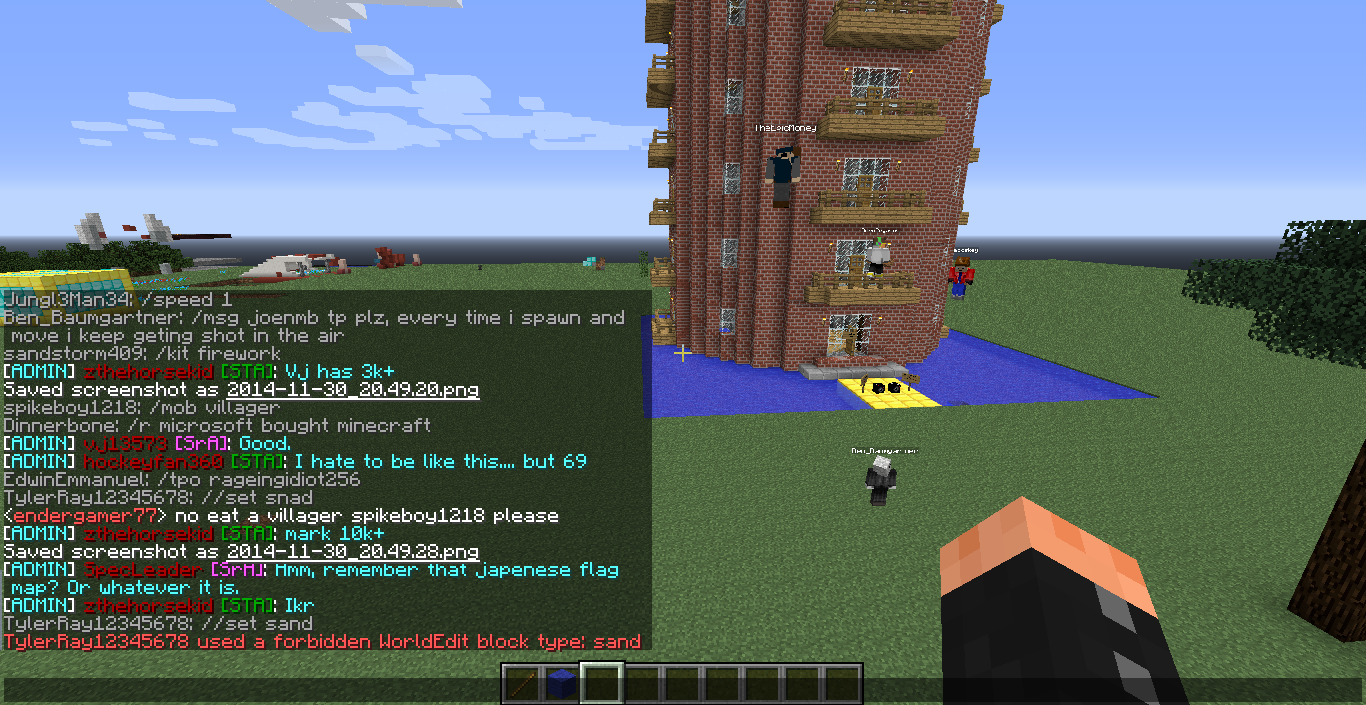 TheLordMoney
Ben_Baumgartner
Jungl3Man34: /speed 1
Ben_Baumgartner: /msg joenmb tp plz, every time i spawn and
move i keep geting shot in the air
sandstorm409: /kit firework
[ADMIN] zthehorsekid [STA]: Vj has 3k+
Saved screenshot as 2014-11-30_20.49.20.png
spikeboy1218: /mob villager
Dinnerbone: /r microsoft bought minecraft
[ADMIN] vj13573 [SrA]: Good.
[ADMIN] hockeyfan360 [STA]: I hate to be like this.... but 69
EdwinEmmanuel: /tpo rageingidiot256
TylerRay12345678: //set snad
<endergamer77> no eat a villager spikeboy1218 please
[ADMIN] zthehorsekid [STA]: mark 10k+
Saved screenshot as 2014-11-30_20.49.28.png
[ADMIN] SpecLeader [SrA]: Hmm, remember that japenese flag
map? Or whatever it is.
[ADMIN] zthehorsekid [STA]: Ikr
TylerRay12345678: //set sand
TylerRay12345678 used a forbidden WorldEdit block type: sand